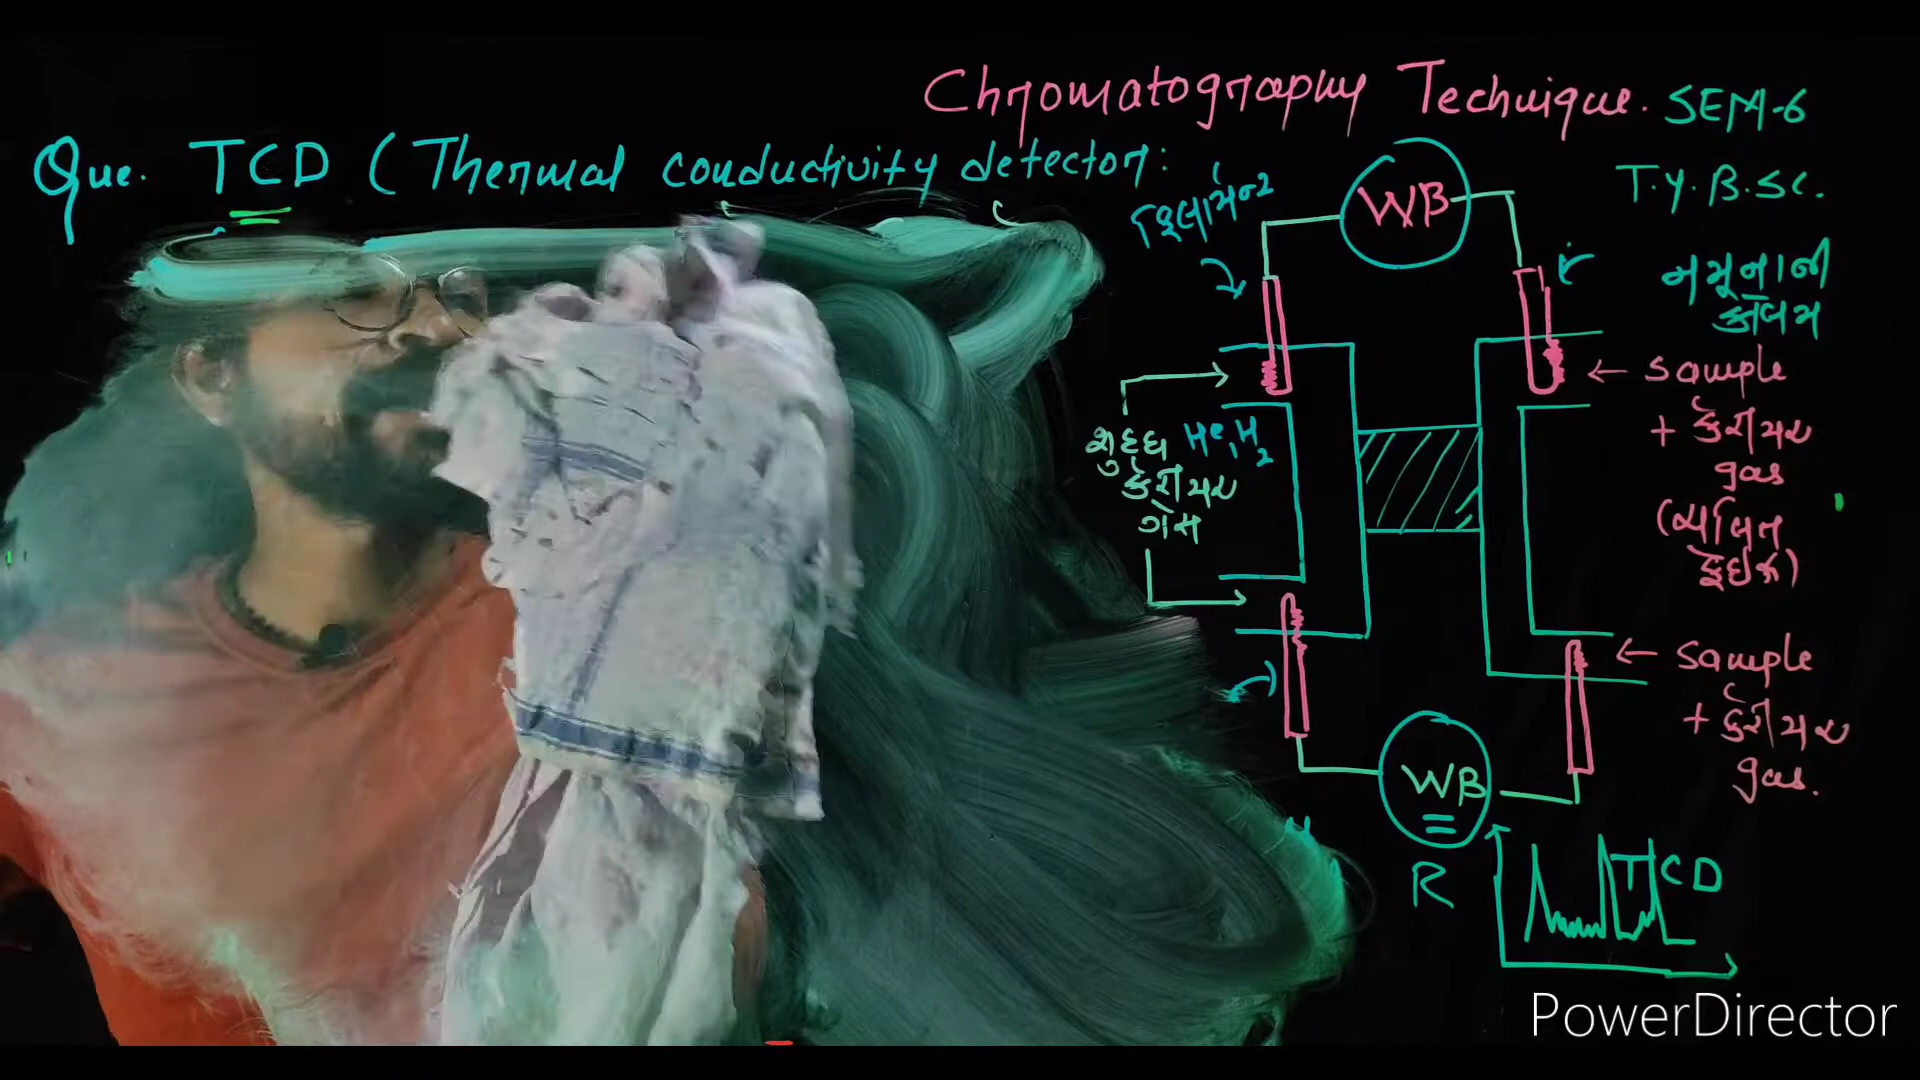 Chromatography Technique. SEM-6
Que. TCD (Thermal conductivity detector:
T.Y.B.SC.
WB
નમૂનાની
કૉલમ
← sample
+ કેરીયર
gas
શુદ્ધ He, H2
કેરીયર
ગેસ
← sample
+ કેરીયર
gas.
WB
R
TCD
PowerDirector